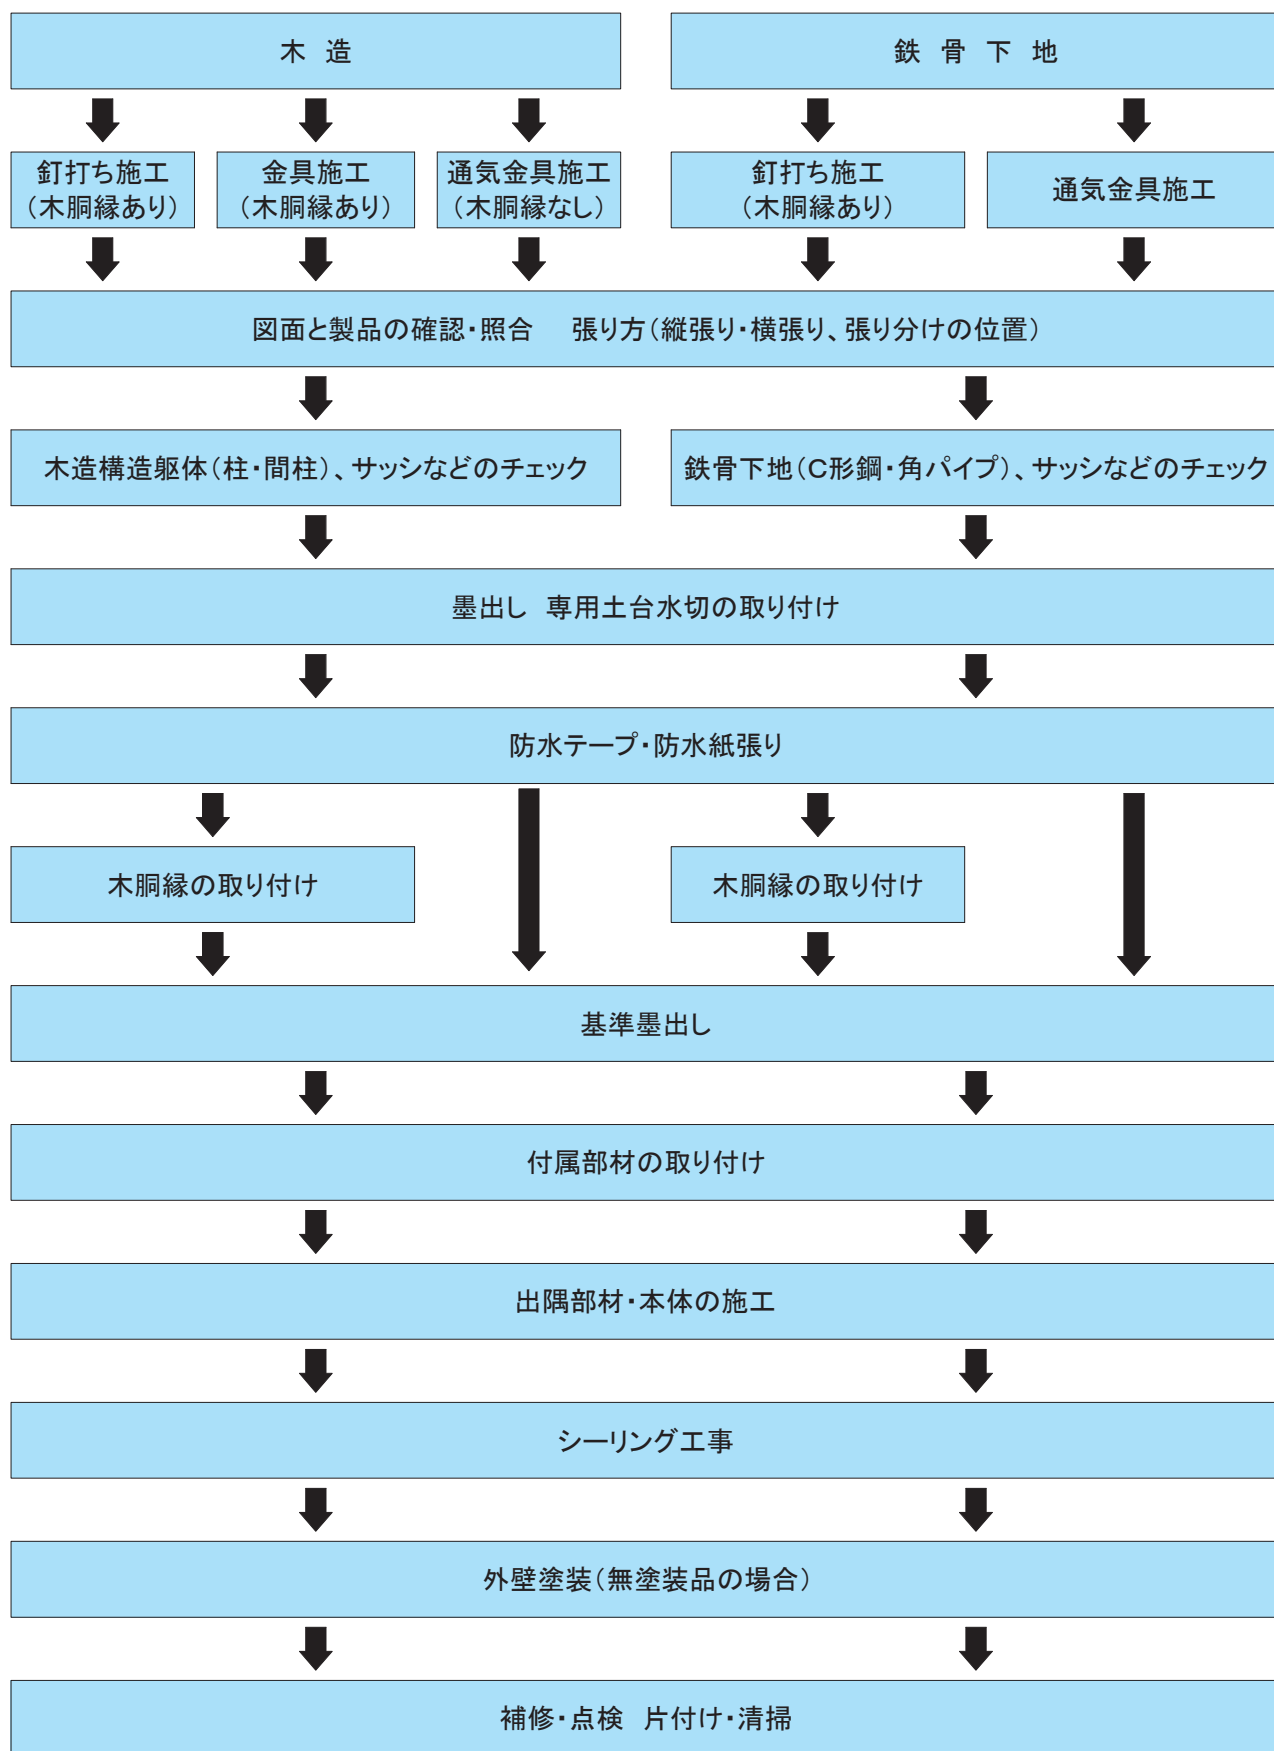 木 造
鉄 骨 下 地
釘打ち施工
（木胴縁あり）
金具施工
（木胴縁あり）
通気金具施工
（木胴縁なし）
釘打ち施工
（木胴縁あり）
通気金具施工
図面と製品の確認・照合　張り方（縦張り・横張り、張り分けの位置）
木造構造躯体（柱・間柱）、サッシなどのチェック
鉄骨下地（C形鋼・角パイプ）、サッシなどのチェック
墨出し　専用土台水切の取り付け
防水テープ・防水紙張り
木胴縁の取り付け
木胴縁の取り付け
基準墨出し
付属部材の取り付け
出隅部材・本体の施工
シーリング工事
外壁塗装（無塗装品の場合）
補修・点検　片付け・清掃